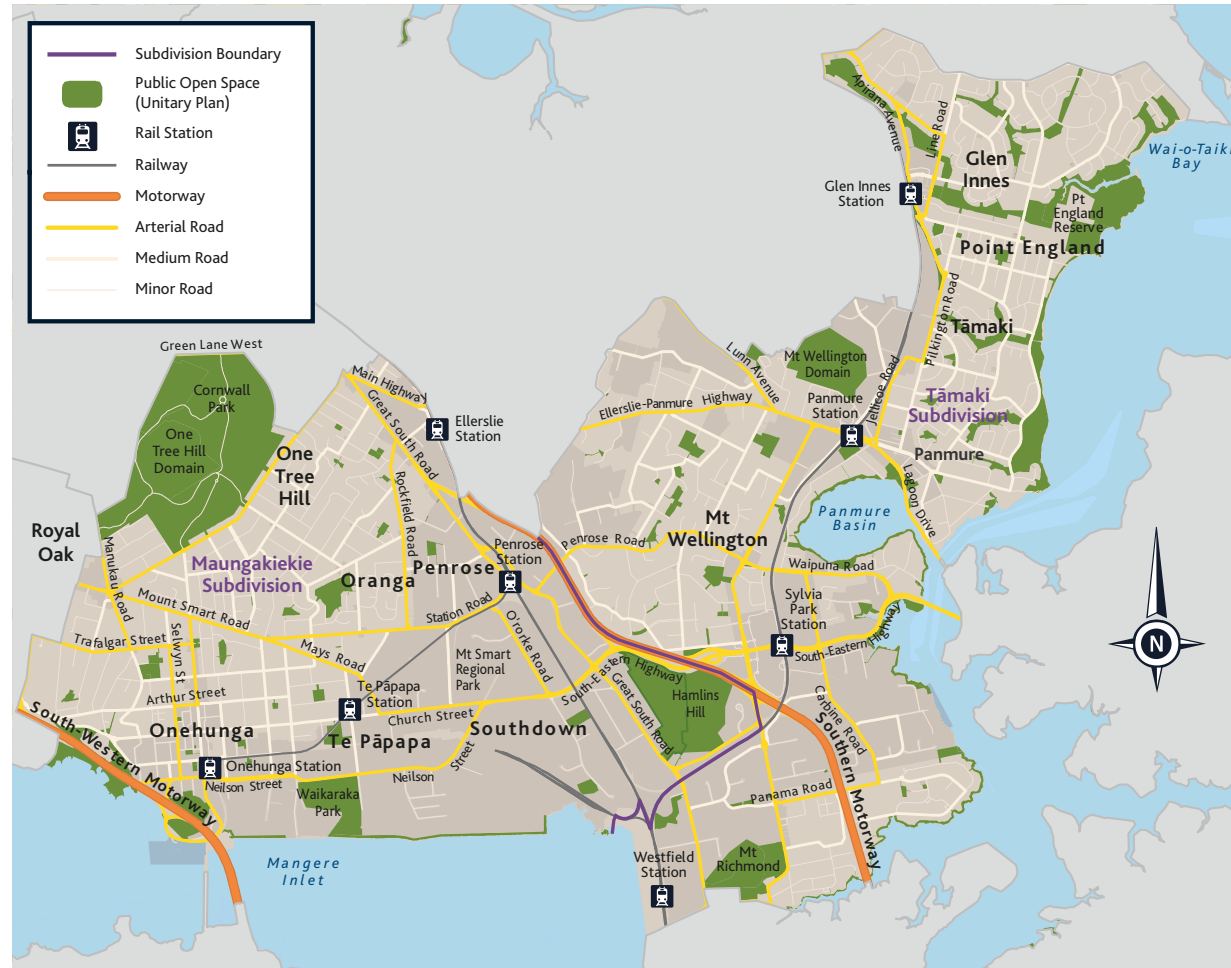 Subdivision Boundary
Public Open Space
(Unitary Plan)
Rail Station
Railway
Motorway
Arterial Road
Medium Road
Minor Road
Apirana Avenue
Line Road
Glen
Innes
Wai-o-Taiki
Bay
Glen Innes
Station
Pt
England
Reserve
Point England
Pilkington Road
Tāmaki
Green Lane West
Cornwall
Park
One
Tree Hill
Domain
Main Highway
Great South Road
Ellerslie
Station
Lunn Avenue
Mt Wellington
Domain
Ellerslie-Panmure Highway
Panmure
Station
Jellicoe Road
Tāmaki
Subdivision
Panmure
Lagoon Drive
One
Tree
Hill
Rockfield Road
Royal
Oak
Manukau Road
Maungakiekie
Subdivision
Oranga
Penrose
Penrose
Station
Penrose Road
Mt
Wellington
Panmure
Basin
Waipuna Road
Sylvia
Park
Station
South-Eastern Highway
Mount Smart Road
Station Road
O'rorke Road
Trafalgar Street
Selwyn St
Mays Road
Mt Smart
Regional
Park
South-Eastern Highway
Great South Road
Hamlins
Hill
Carbine Road
Arthur Street
Te Pāpapa
Station
Church Street
South-Western Motorway
Onehunga
Te Pāpapa
Southdown
Southern Motorway
Onehunga Station
Neilson Street
Neilson
Street
Waikaraka
Park
Panama Road
Mangere
Inlet
Westfield
Station
Mt
Richmond
N